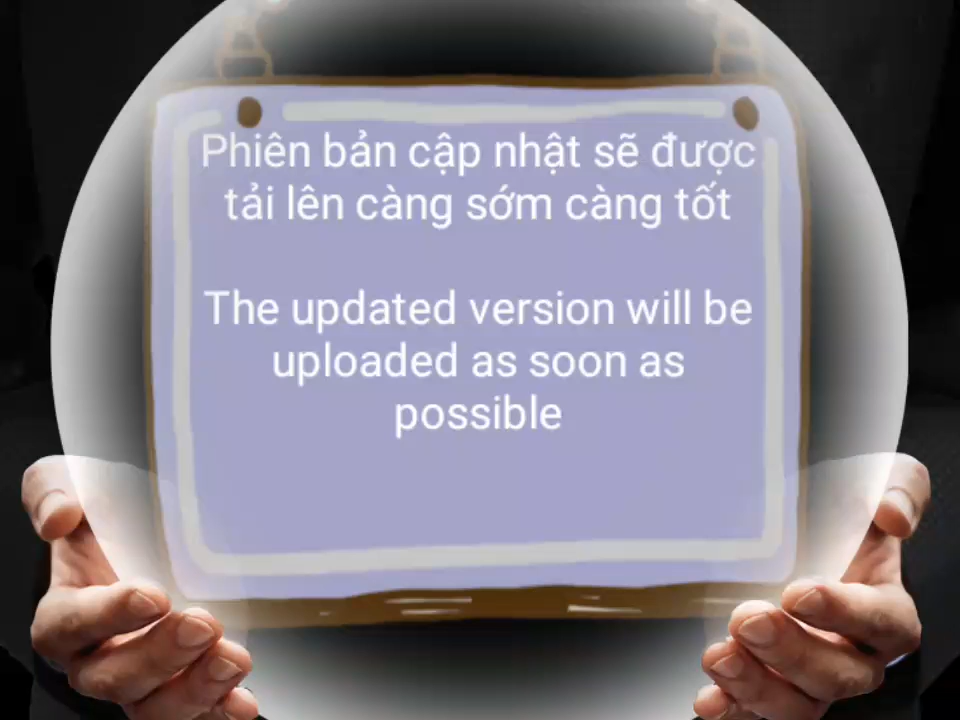 Phiên bản cập nhật sẽ được
tải lên càng sớm càng tốt
The updated version will be
uploaded as soon as
possible